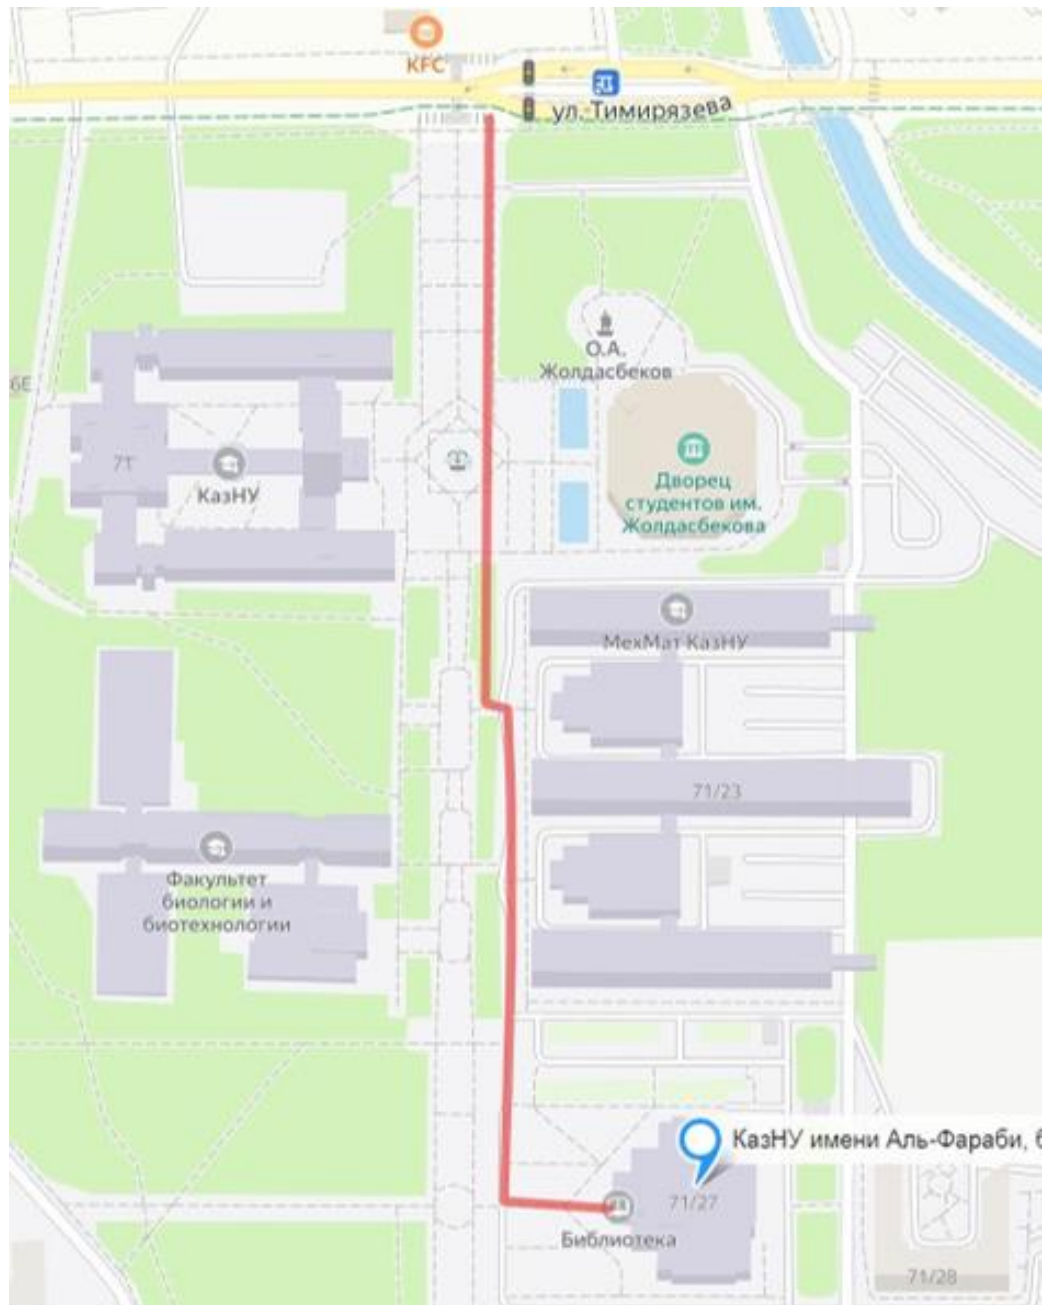 KFC
ул. Тимирязева
О.А.
Жолдасбеков
6Е
71
КазНУ
Дворец
студентов им.
Жолдасбекова
МехМат КазНУ
71/23
Факультет
биологии и
биотехнологии
КазНУ имени Аль-Фараби, б
71/27
Библиотека
71/28